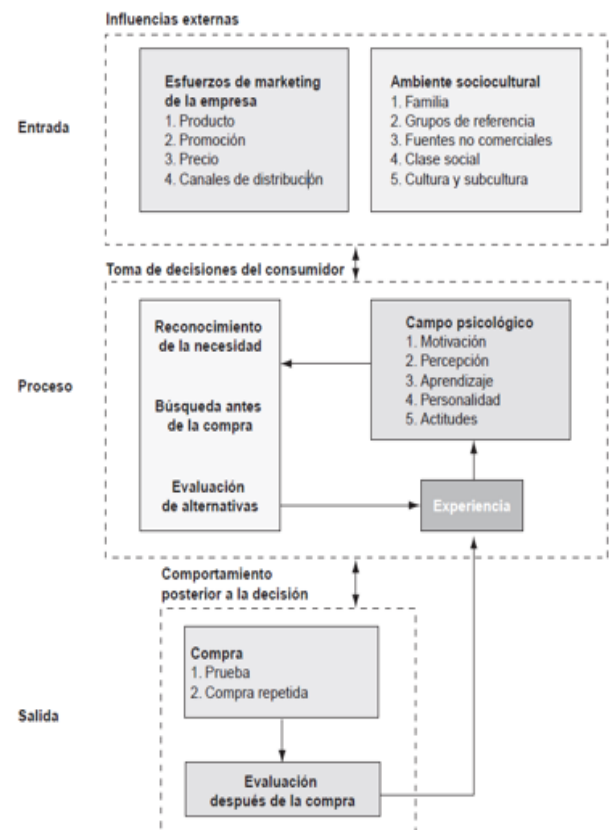 Influencias externas
Entrada
Esfuerzos de marketing
de la empresa
1. Producto
2. Promoción
3. Precio
4. Canales de distribución
Ambiente sociocultural
1. Familia
2. Grupos de referencia
3. Fuentes no comerciales
4. Clase social
5. Cultura y subcultura
Toma de decisiones del consumidor
Proceso
Reconocimiento
de la necesidad
Búsqueda antes
de la compra
Evaluación
de alternativas
Campo psicológico
1. Motivación
2. Percepción
3. Aprendizaje
4. Personalidad
5. Actitudes
Experiencia
Comportamiento
posterior a la decisión
Salida
Compra
1. Prueba
2. Compra repetida
Evaluación
después de la compra